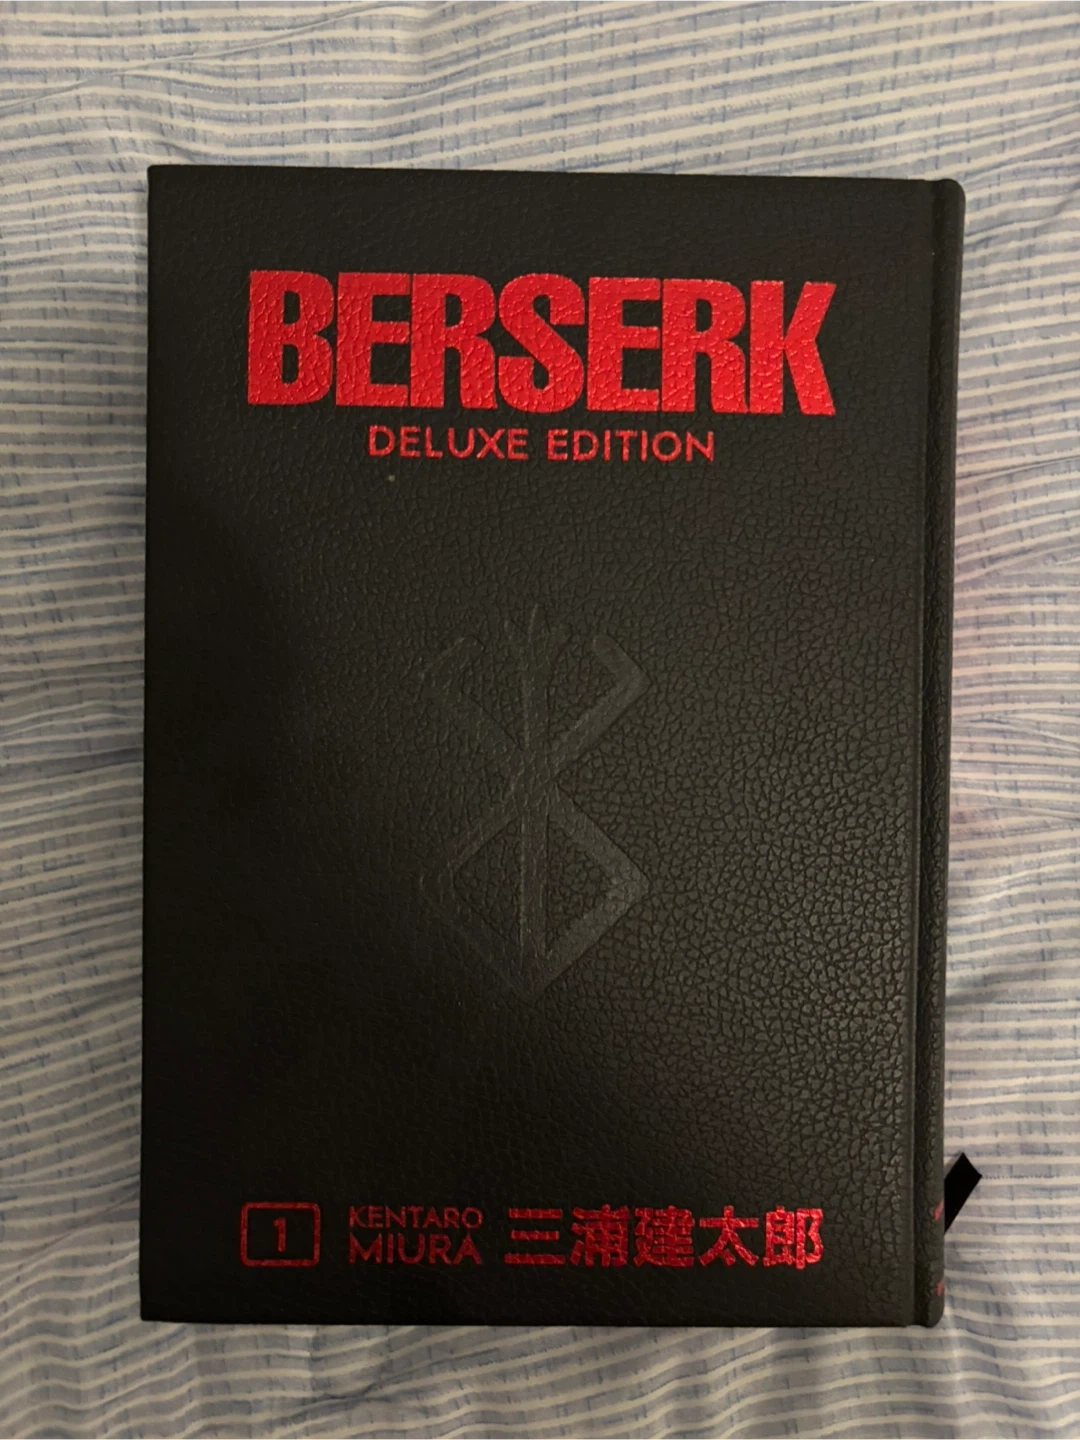 BERSERK
DELUXE EDITION
1
KENTARO
MIURA
三浦建太郎